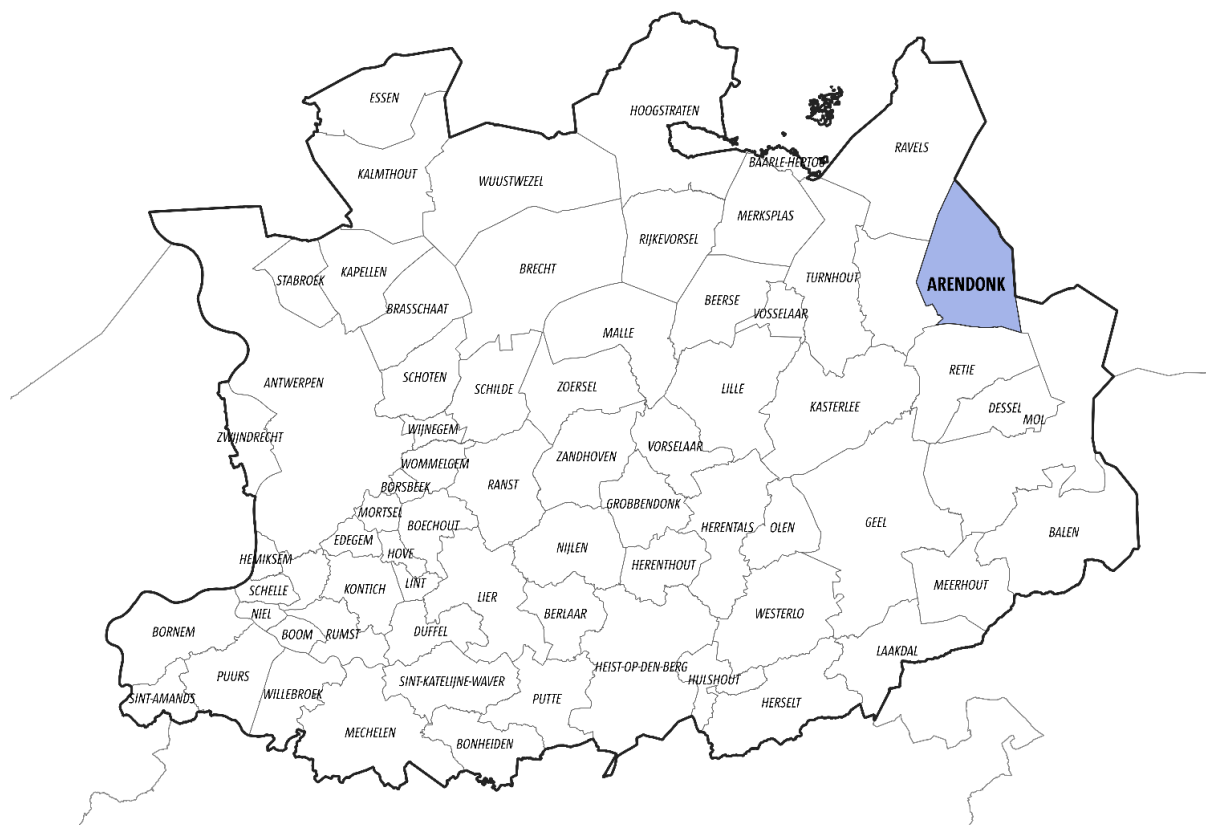 ESSEN
HOOGSTRATEN
RAVELS
KALMTHOUT
WUUSTWEZEL
BAARLE-HERTOG
MERKSPLAS
RIJKEVORSEL
STABROEK
KAPELLEN
BRECHT
TURNHOUT
ARENDONK
BRASSCHAAT
BEERSE
VOSSELAAR
MALLE
RETIE
ANTWERPEN
SCHOTEN
SCHILDE
ZOERSEL
LILLE
KASTERLEE
DESSEL
MOL
ZWIJNDRECHT
WIJNEGEM
VORSELAAR
WOMMELGEM
ZANDHOVEN
BORSBEEK
RANST
GROBBENDONK
MORTSEL
BOECHOUT
HERENTALS
OLEN
GEEL
BALEN
EDEGEM
HOVE
NIJLEN
HEMIKSEM
HERENTHOUT
SCHELLE
KONTICH
LINT
LIER
MEERHOUT
NIEL
BERLAAR
WESTERLO
BORNEM
BOOM
RUMST
DUFFEL
LAAKDAL
PUURS
HEIST-OP-DEN-BERG
SINT-AMANDS
WILLEBROEK
SINT-KATELIJNE-WAVER
HULSHOUT
PUTTE
HERSELT
MECHELEN
BONHEIDEN